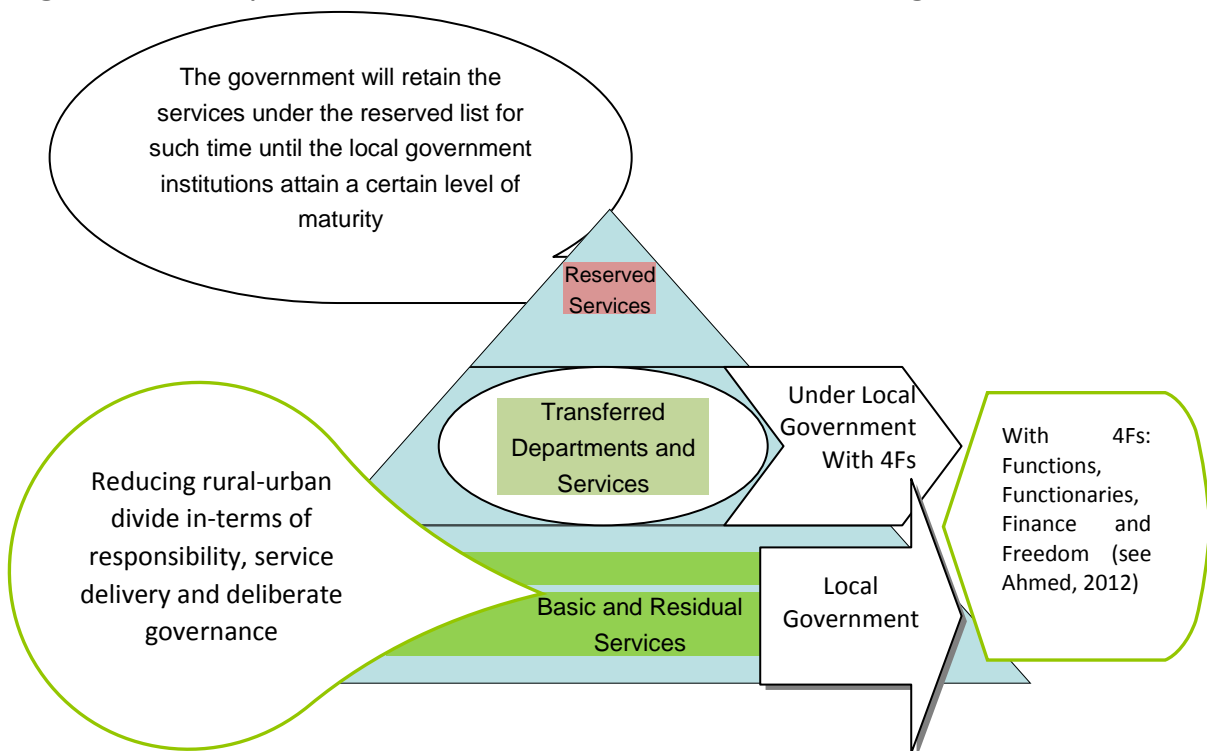 The government will retain the
services under the reserved list for
such time until the local government
institutions attain a certain level of
maturity
Reserved
Services
Transferred
Departments and
Services
Under Local
Government
With 4Fs
With 4Fs:
Functions,
Functionaries,
Finance and
Freedom (see
Ahmed, 2012)
Reducing rural-urban
divide in-terms of
responsibility, service
delivery and deliberate
governance
Basic and Residual
Services
Local
Government